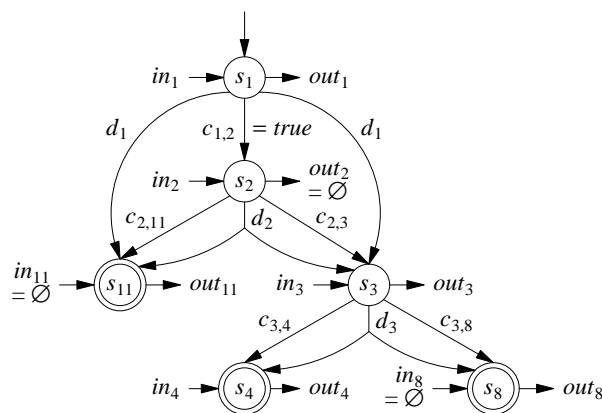 in₁ s₁ out₁
d₁ c₁,₂ = true d₁
in₂ s₂ out₂
= ∅
c₂,₁₁ d₂ c₂,₃
in₁₁
= ∅
s₁₁ out₁₁ in₃ s₃ out₃
c₃,₄ d₃ c₃,₈
in₄ s₄ out₄ in₈
= ∅
s₈ out₈